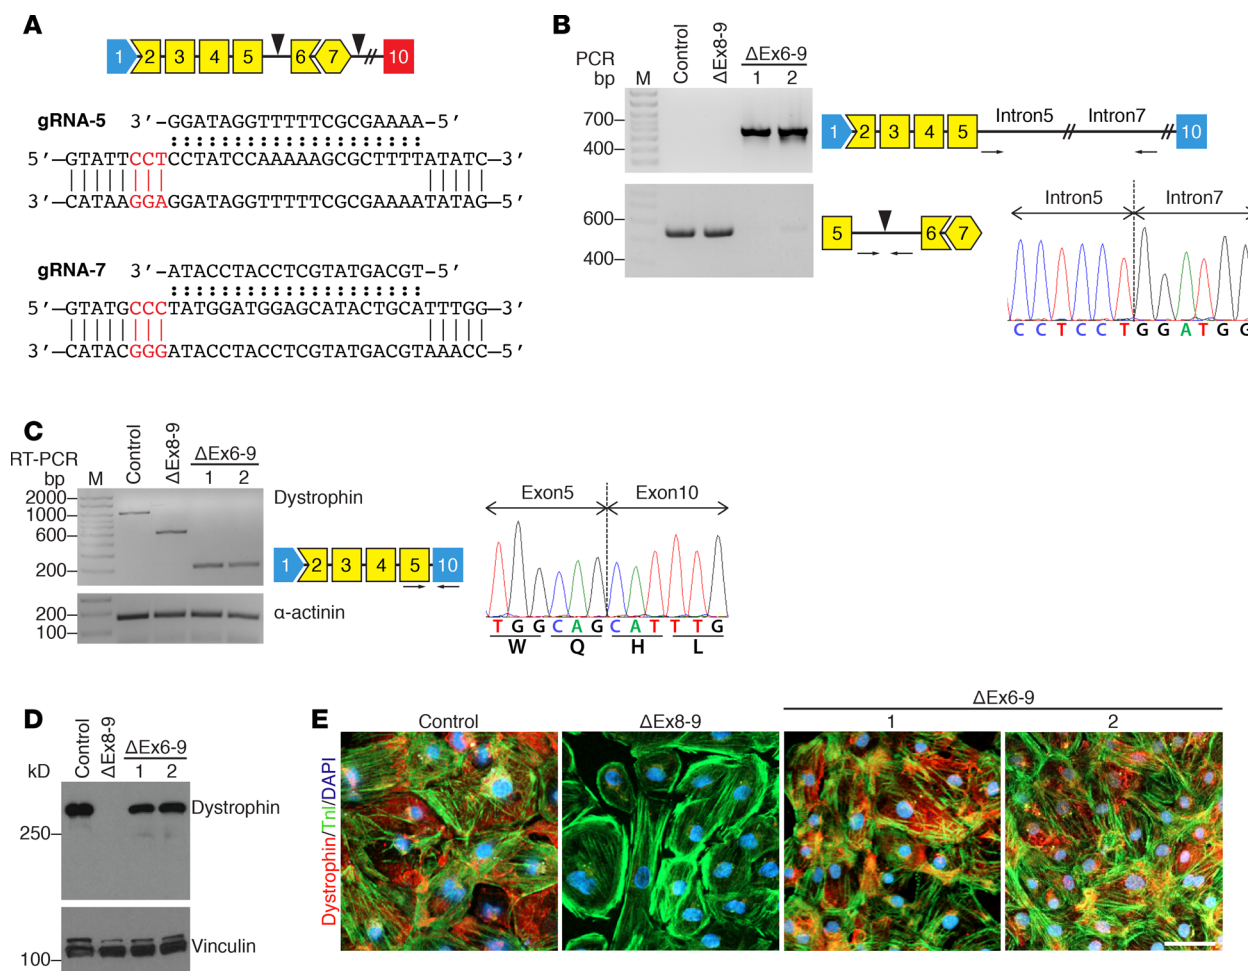 A
1 2 3 4 5 6 7 10
gRNA-5 3′-GGATAGGTTTTTCGCGAAAA-5′
5′-GTATTCCTCCTATCCAAAAAGCGCTTTTATATC-3′
3′-CATAAGGAGGATAGGTTTTTCGCGAAAATATAG-5′
gRNA-7 3′-ATACCTACCTCGTATGACGT-5′
5′-GTATGCCCTATGGATGGAGCATACTGCATTTGG-3′
3′-CATACGGGATACCTACCTCGTATGACGTAAACC-5′
B
PCR
bp M Control ΔEx8-9 ΔEx6-9
1 2
700
400
600
400
Intron5 Intron7
1 2 3 4 5 10
5 6 7
Intron5 Intron7
C C T C C T G G A T G G
C
RT-PCR
bp M Control ΔEx8-9 ΔEx6-9
1 2
2000
1000
600
200
Dystrophin
200
100
α-actinin
1 2 3 4 5 10
Exon5 Exon10
T G G C A G C A T T T G
W Q H L
D
kD Control ΔEx8-9 ΔEx6-9
1 2
Dystrophin
250
Vinculin
100
E
Control ΔEx8-9 ΔEx6-9
1 2
Dystrophin/TnI/DAPI